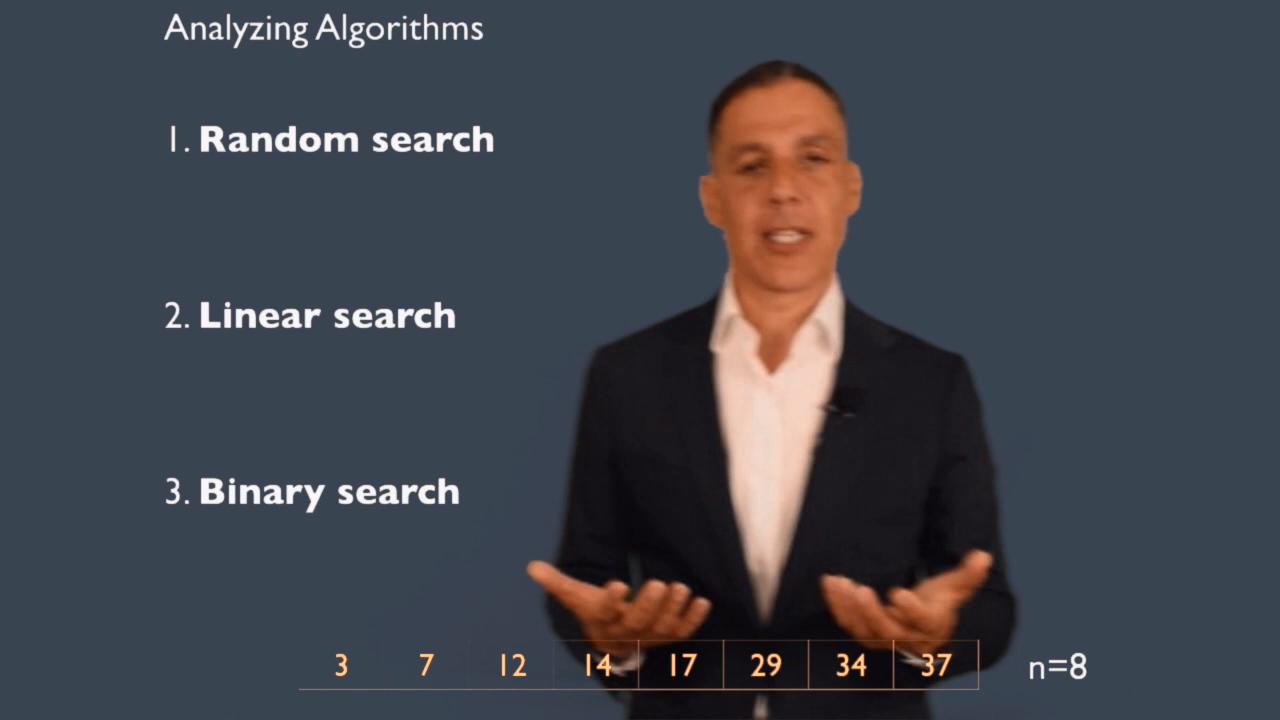 Analyzing Algorithms
1. Random search
2. Linear search
3. Binary search
3 7 12 14 17 29 34 37 n=8